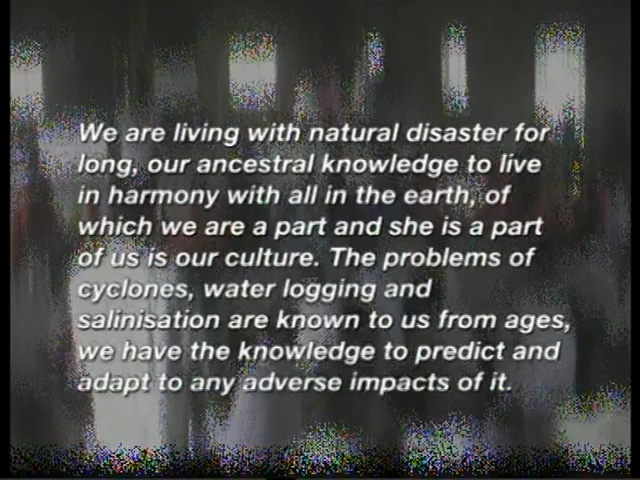 We are living with natural disaster for
long, our ancestral knowledge to live
in harmony with all in the earth, of
which we are a part and she is a part
of us is our culture. The problems of
cyclones, water logging and
salinisation are known to us from ages,
we have the knowledge to predict and
adapt to any adverse impacts of it.